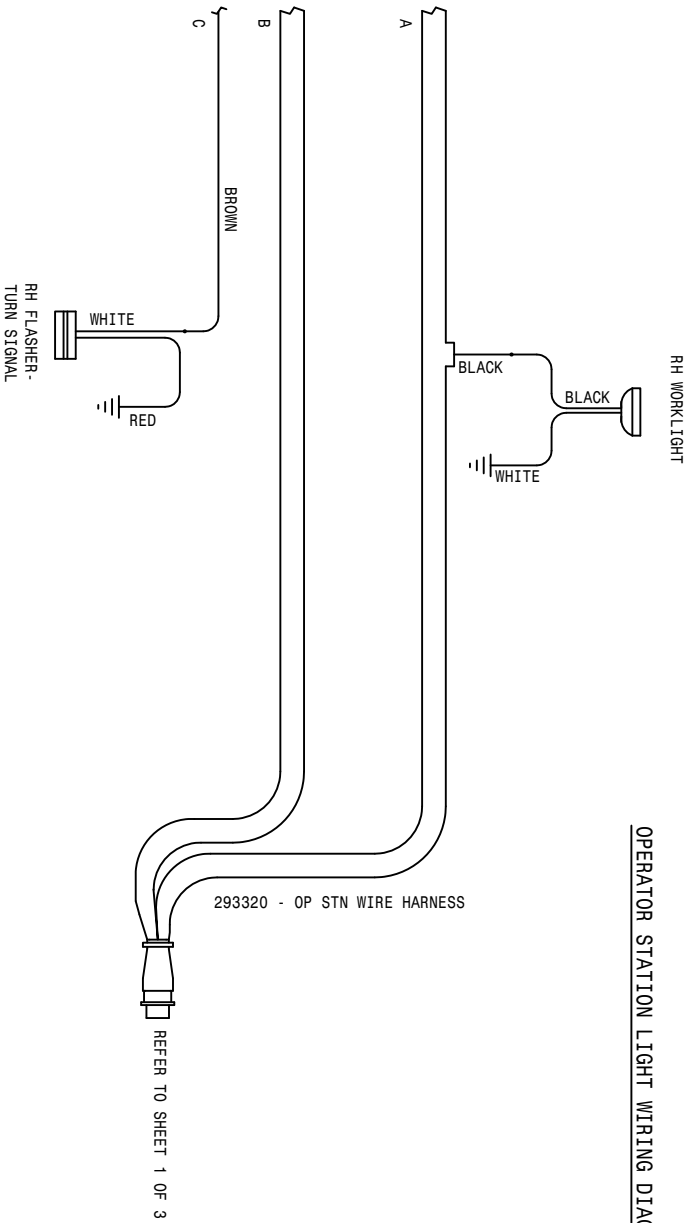 OPERATOR STATION LIGHT WIRING DIAG
RH WORKLIGHT
BLACK
BLACK
WHITE
A
B
C
BROWN
WHITE
RED
RH FLASHER-
TURN SIGNAL
293320 - OP STN WIRE HARNESS
REFER TO SHEET 1 OF 3